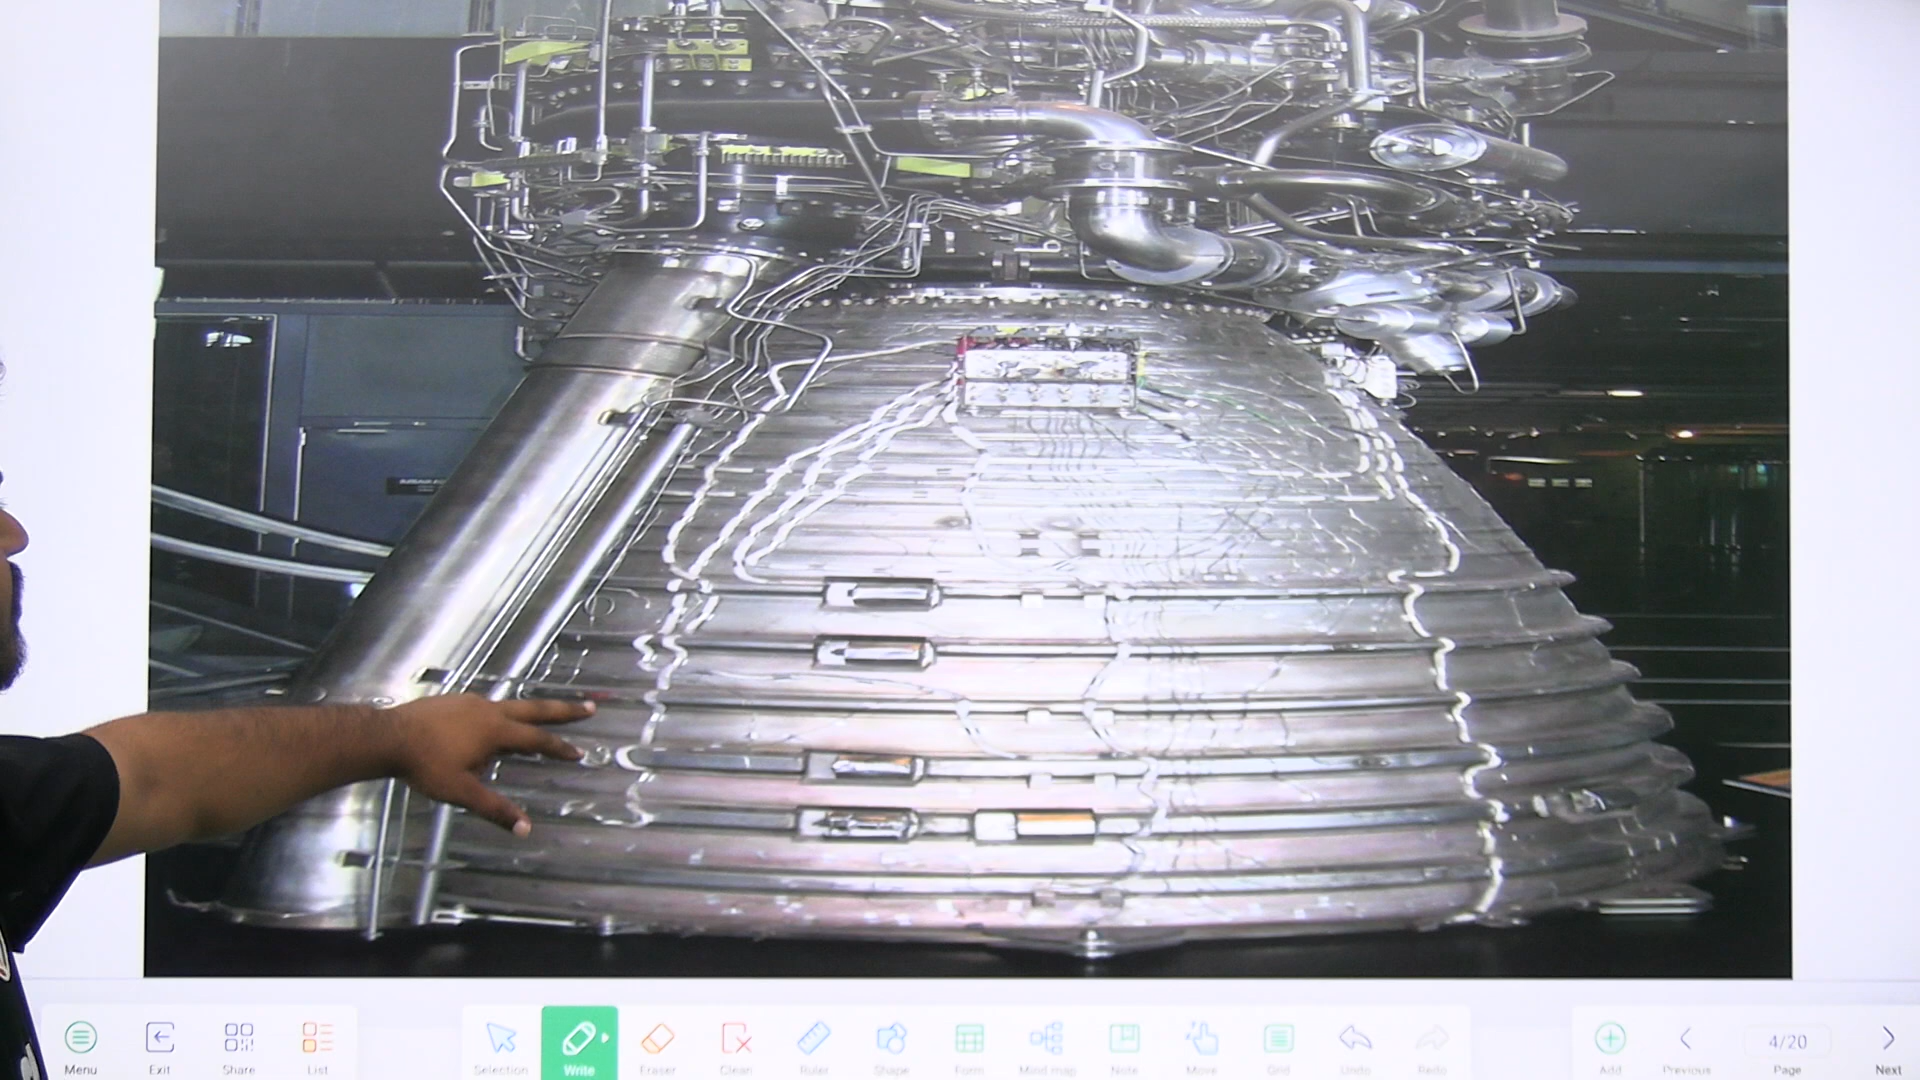 Menu
Exit
Share
List
Selection
Write
Eraser
Clean
Ruler
Shape
Form
Mind map
Note
Move
Grid
Undo
Redo
Add
Previous
4/20
Page
Next